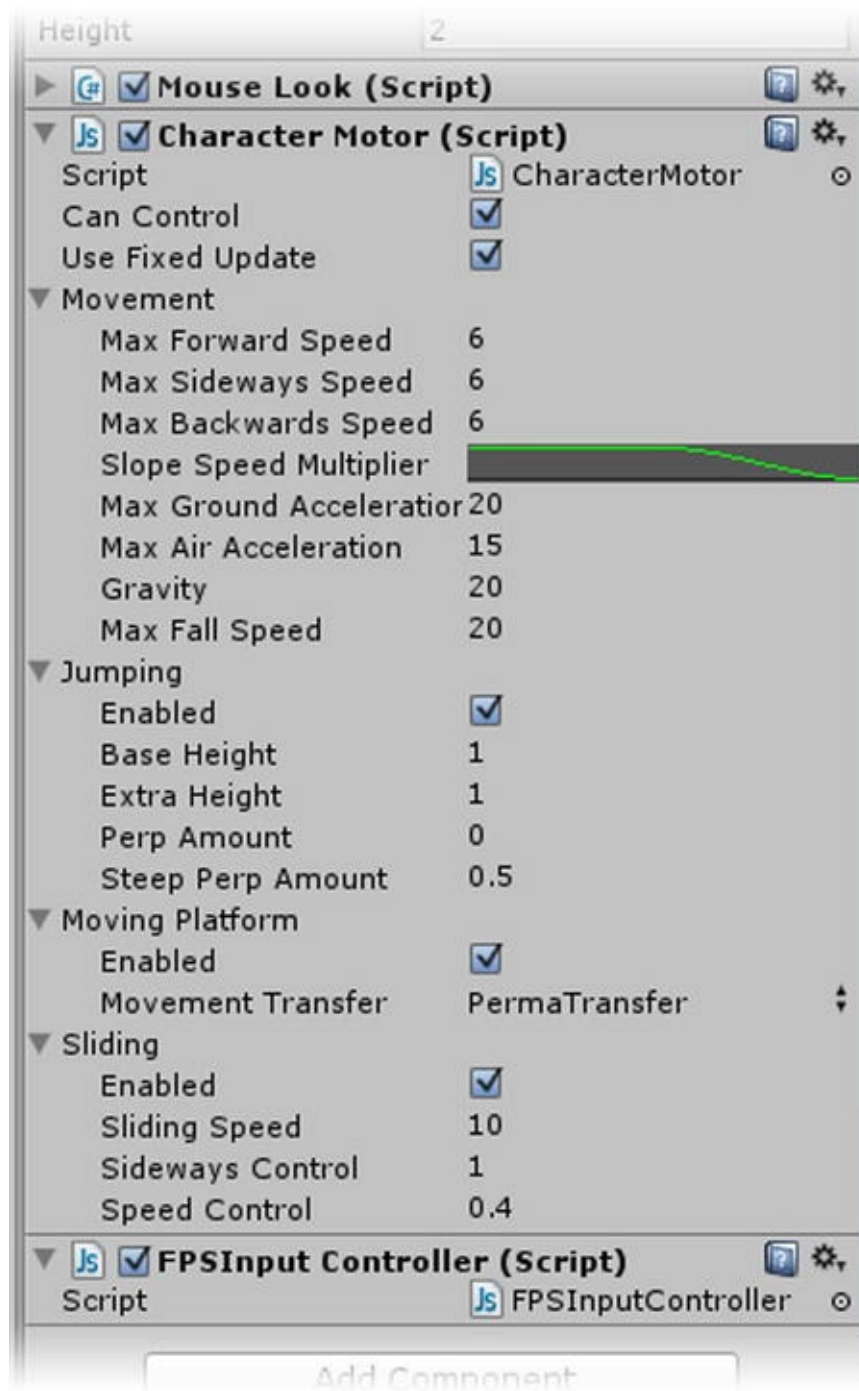 Height 2
C# Mouse Look (Script) ?
Js Character Motor (Script) ?
Script Js CharacterMotor
Can Control
Use Fixed Update
Movement
Max Forward Speed 6
Max Sideways Speed 6
Max Backwards Speed 6
Slope Speed Multiplier
Max Ground Acceleratior 20
Max Air Acceleration 15
Gravity 20
Max Fall Speed 20
Jumping
Enabled
Base Height 1
Extra Height 1
Perp Amount 0
Steep Perp Amount 0.5
Moving Platform
Enabled
Movement Transfer PermaTransfer
Sliding
Enabled
Sliding Speed 10
Sideways Control 1
Speed Control 0.4
Js FPSInput Controller (Script) ?
Script Js FPSInputController
Add Component